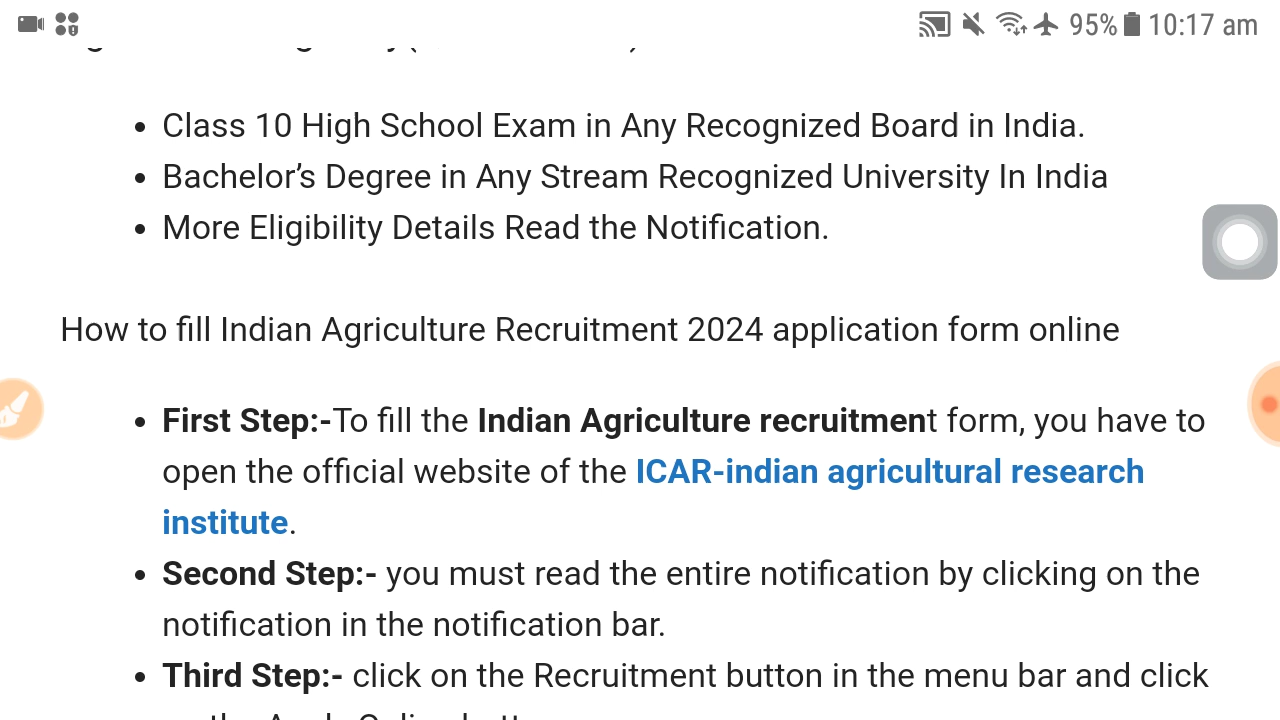 95% 10:17 am
Class 10 High School Exam in Any Recognized Board in India.
Bachelor’s Degree in Any Stream Recognized University In India
More Eligibility Details Read the Notification.
How to fill Indian Agriculture Recruitment 2024 application form online
First Step:-To fill the Indian Agriculture recruitment form, you have to
open the official website of the ICAR-indian agricultural research
institute.
Second Step:- you must read the entire notification by clicking on the
notification in the notification bar.
Third Step:- click on the Recruitment button in the menu bar and click